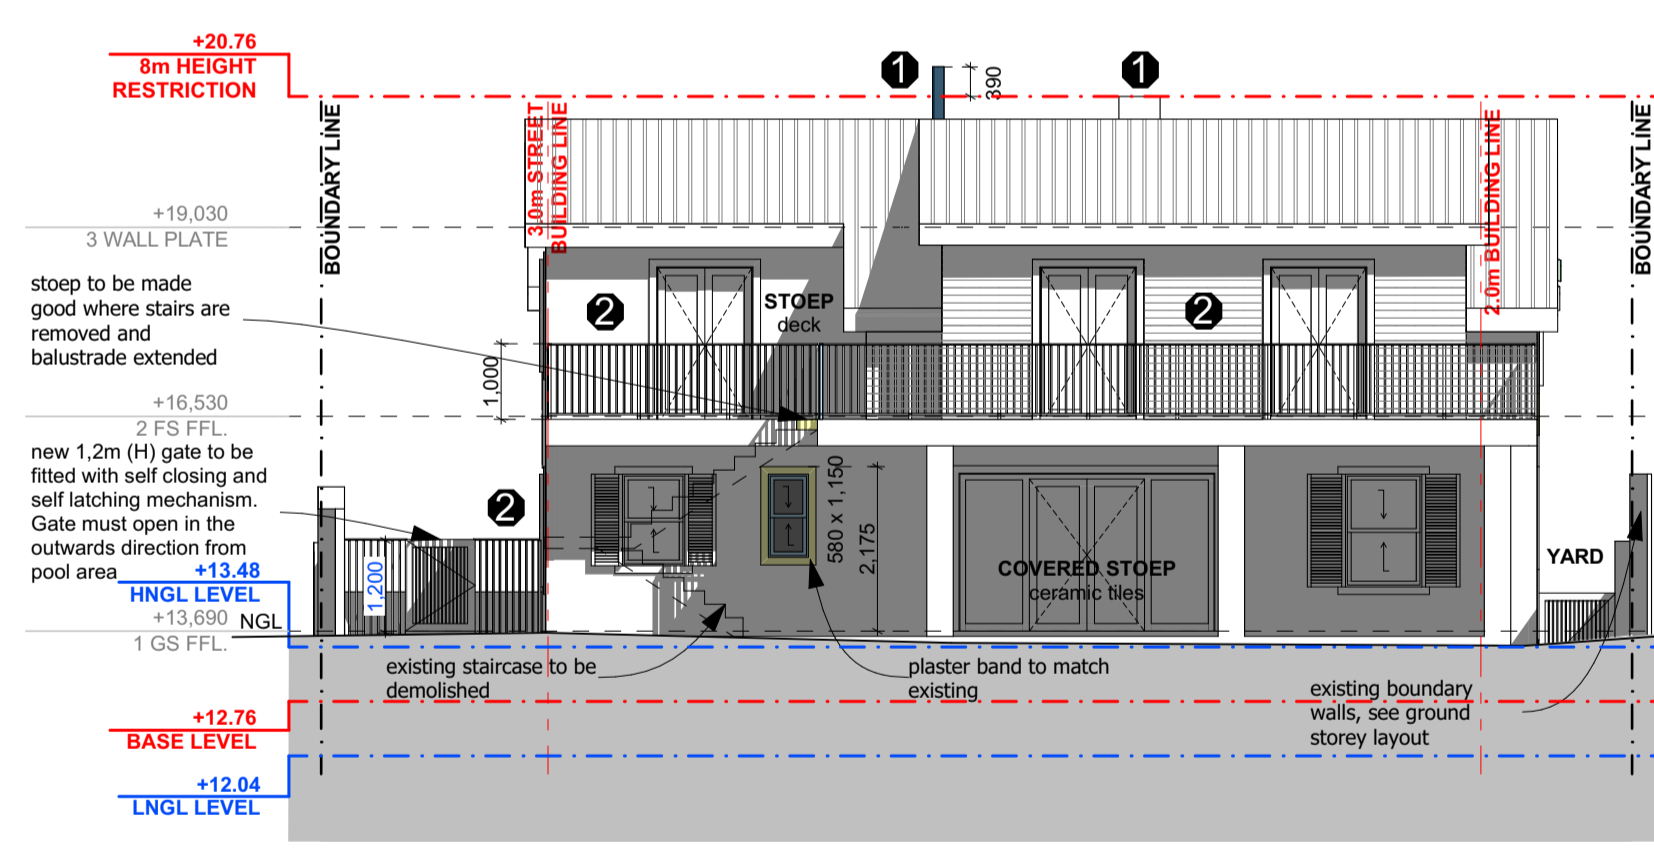 +20.76
8m HEIGHT
RESTRICTION
1
1
390
BOUNDARY LINE
3.0m STREET
BUILDING LINE
2.0m BUILDING LINE
BOUNDARY LINE
+19,030
3 WALL PLATE
stoep to be made
good where stairs are
removed and
balustrade extended
2
STOEP
deck
2
1,000
+16,530
2 FS FFL.
new 1,2m (H) gate to be
fitted with self closing and
self latching mechanism.
Gate must open in the
outwards direction from
pool area
2
580 x 1,150
2,175
COVERED STOEP
ceramic tiles
YARD
+13.48
HNGL LEVEL
1,200
+13,690
NGL
1 GS FFL.
existing staircase to be
demolished
plaster band to match
existing
existing boundary
walls, see ground
storey layout
+12.76
BASE LEVEL
+12.04
LNGL LEVEL